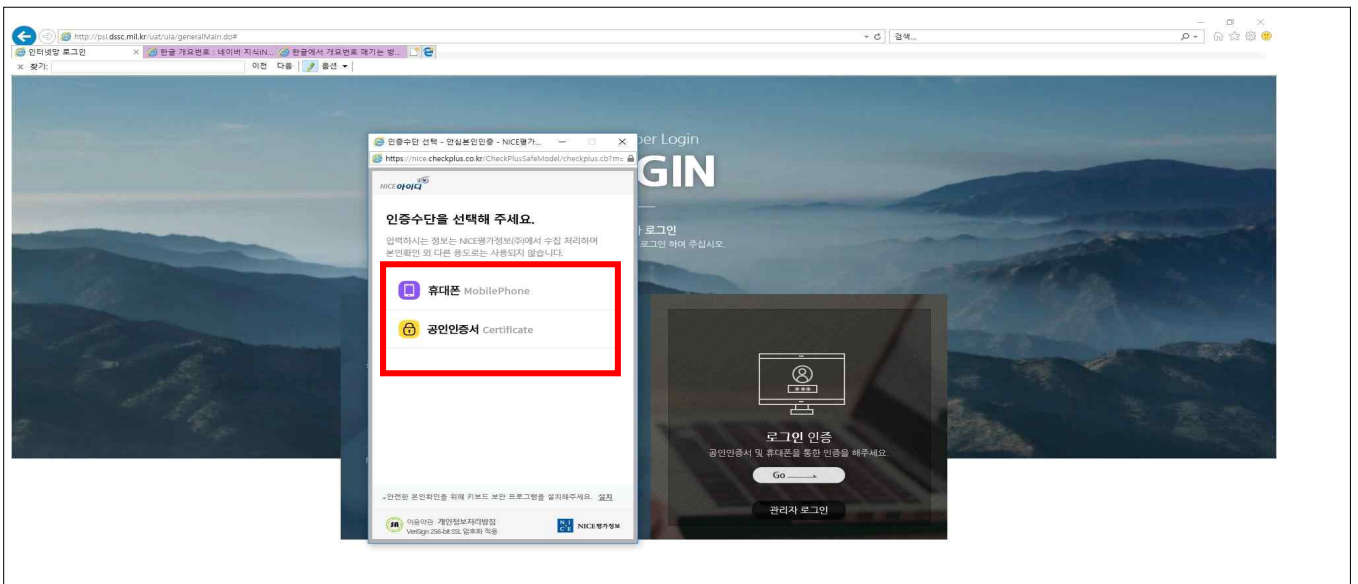 http://psi.dssc.mil.kr/uat/uia/generalMain.do#
검색...
인터넷망 로그인
한글 개요번호 : 네이버 지식iN...
한글에서 개요번호 매기는 방...
찾기:
이전 다음 옵션
인증수단 선택 - 안심본인인증 - NICE평가...
https://nice.checkplus.co.kr/CheckPlusSafeModel/checkplus.cb?m=
per Login
GIN
NICE아이디
인증수단을 선택해 주세요.
입력하시는 정보는 NICE평가정보(주)에서 수집 처리하며
본인확인 외 다른 용도로는 사용되지 않습니다.
로그인
로그인 하여 주십시오.
휴대폰 MobilePhone
공인인증서 Certificate
로그인 인증
공인인증서 및 휴대폰을 통한 인증을 해주세요.
Go
관리자 로그인
안전한 본인확인을 위해 키보드 보안 프로그램을 설치해주세요. 설치
이용약관 개인정보처리방침
VeriSign 256-bit SSL 암호화 적용
NICE평가정보